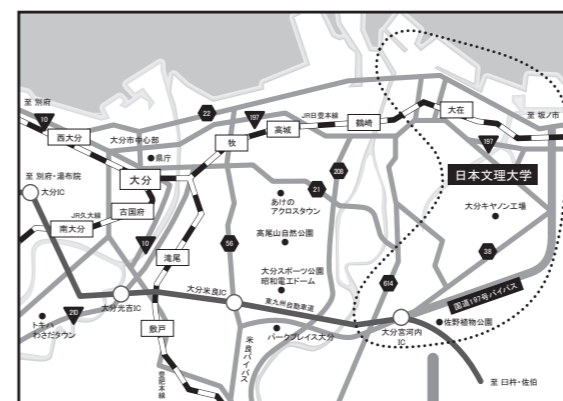 至 別府
10
西大分
大分市中心部
県庁
22
197
JR日豊本線
鶴崎
大在
至 坂ノ市
高城
牧
197
大分
208
日本文理大学
至 別府・湯布院
大分IC
古国府
JR久大線
南大分
21
あけの
アクロスタウン
大分キヤノン工場
10
滝尾
56
高尾山自然公園
38
大分スポーツ公園
昭和電工ドーム
614
大分米良IC
東九州自動車道
国道197号バイパス
大分光吉IC
210
トキハ
わさだタウン
敷戸
米良バイパス
パークプレイス大分
大分宮河内
IC
佐野植物公園
豊肥本線
至 臼杵・佐伯